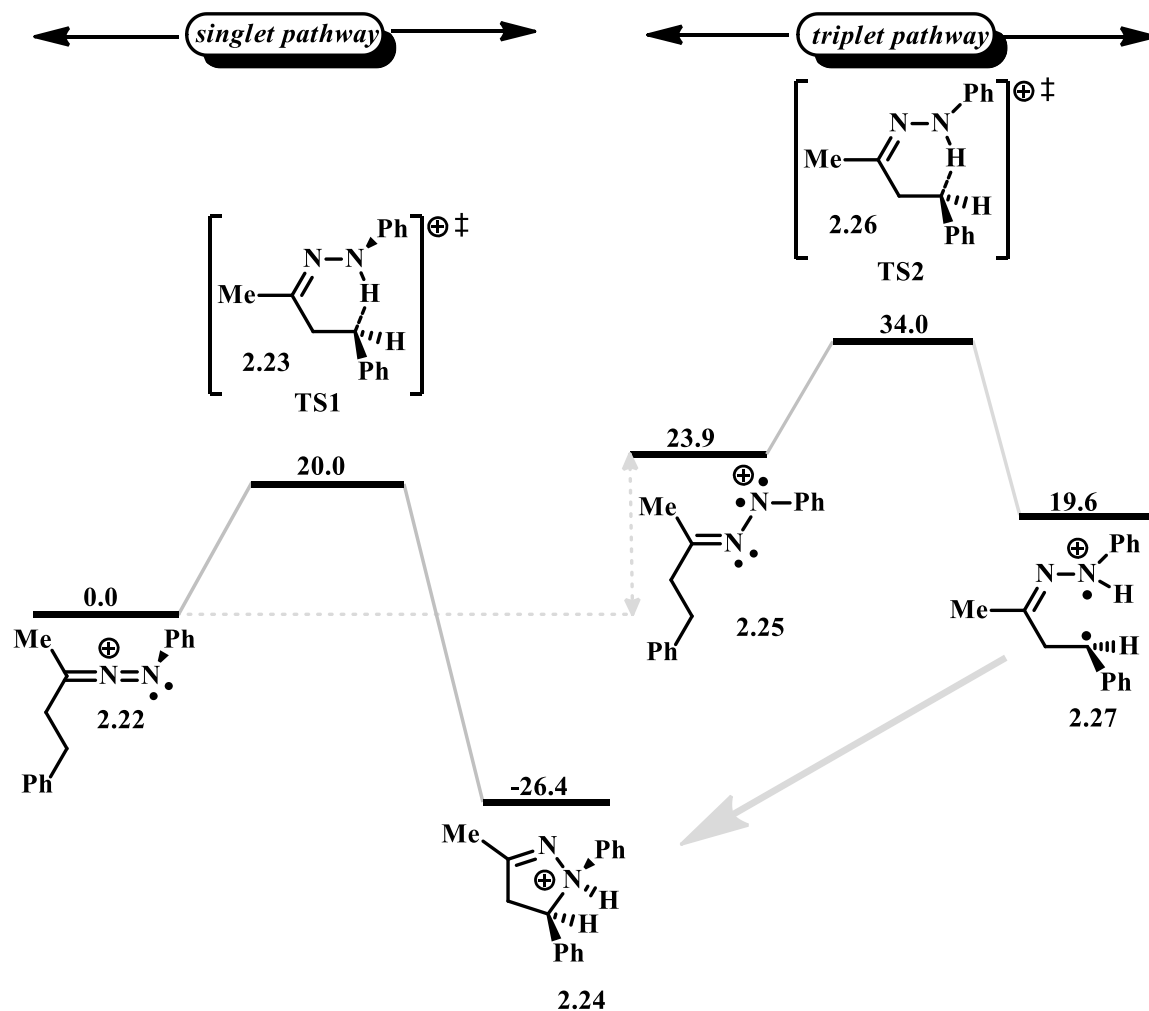 singlet pathway
triplet pathway
Ph
⊕ ‡
N
N
H
Me
H
2.26
Ph
TS2
Ph
⊕ ‡
N
N
H
Me
H
2.23
Ph
TS1
34.0
23.9
20.0
19.6
0.0
-26.4
⊕
N
Ph
Me
N
2.25
Ph
⊕
Ph
N
N
H
Me
H
Ph
2.27
Me
⊕
Ph
N
N
2.22
Ph
Me
N
Ph
⊕
N
H
H
Ph
2.24